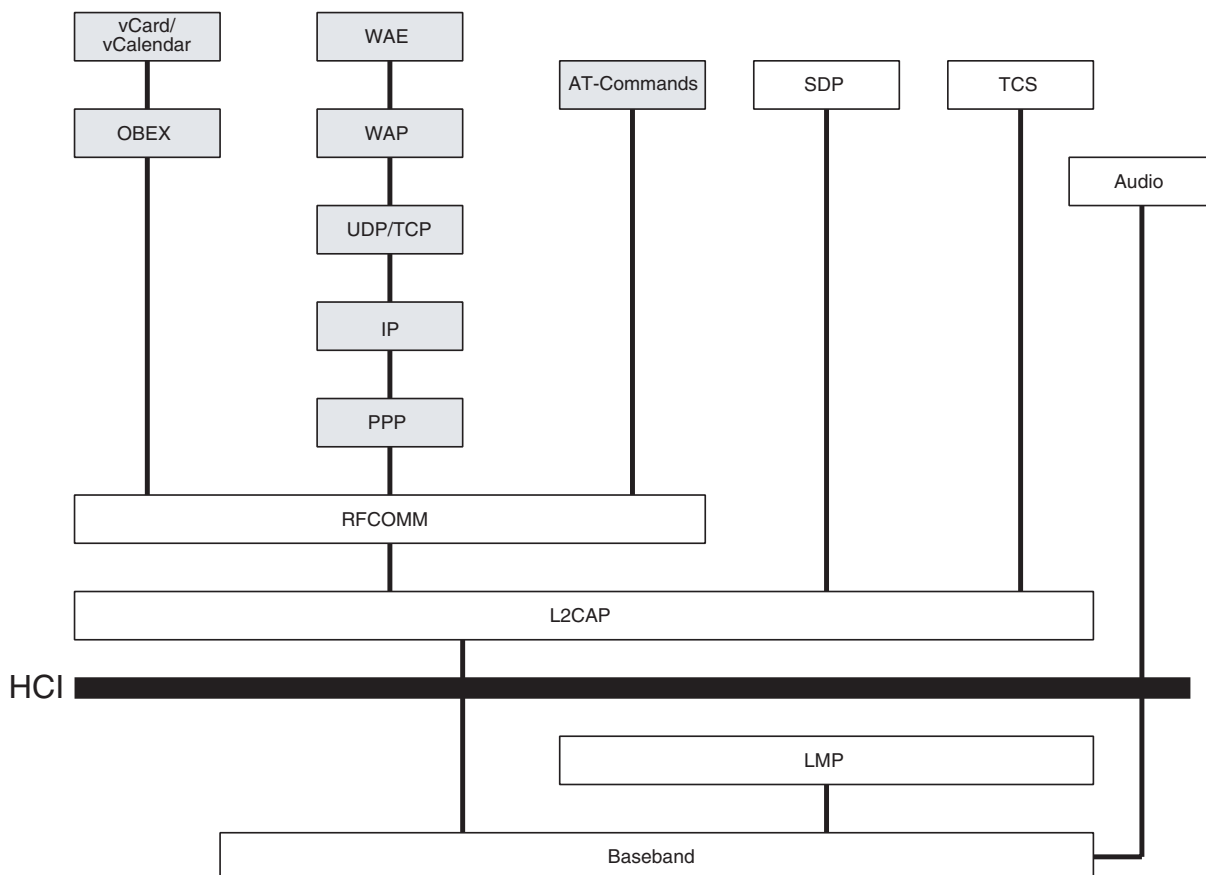 vCard/
vCalendar
WAE
AT-Commands
SDP
TCS
OBEX
WAP
Audio
UDP/TCP
IP
PPP
RFCOMM
L2CAP
HCI
LMP
Baseband